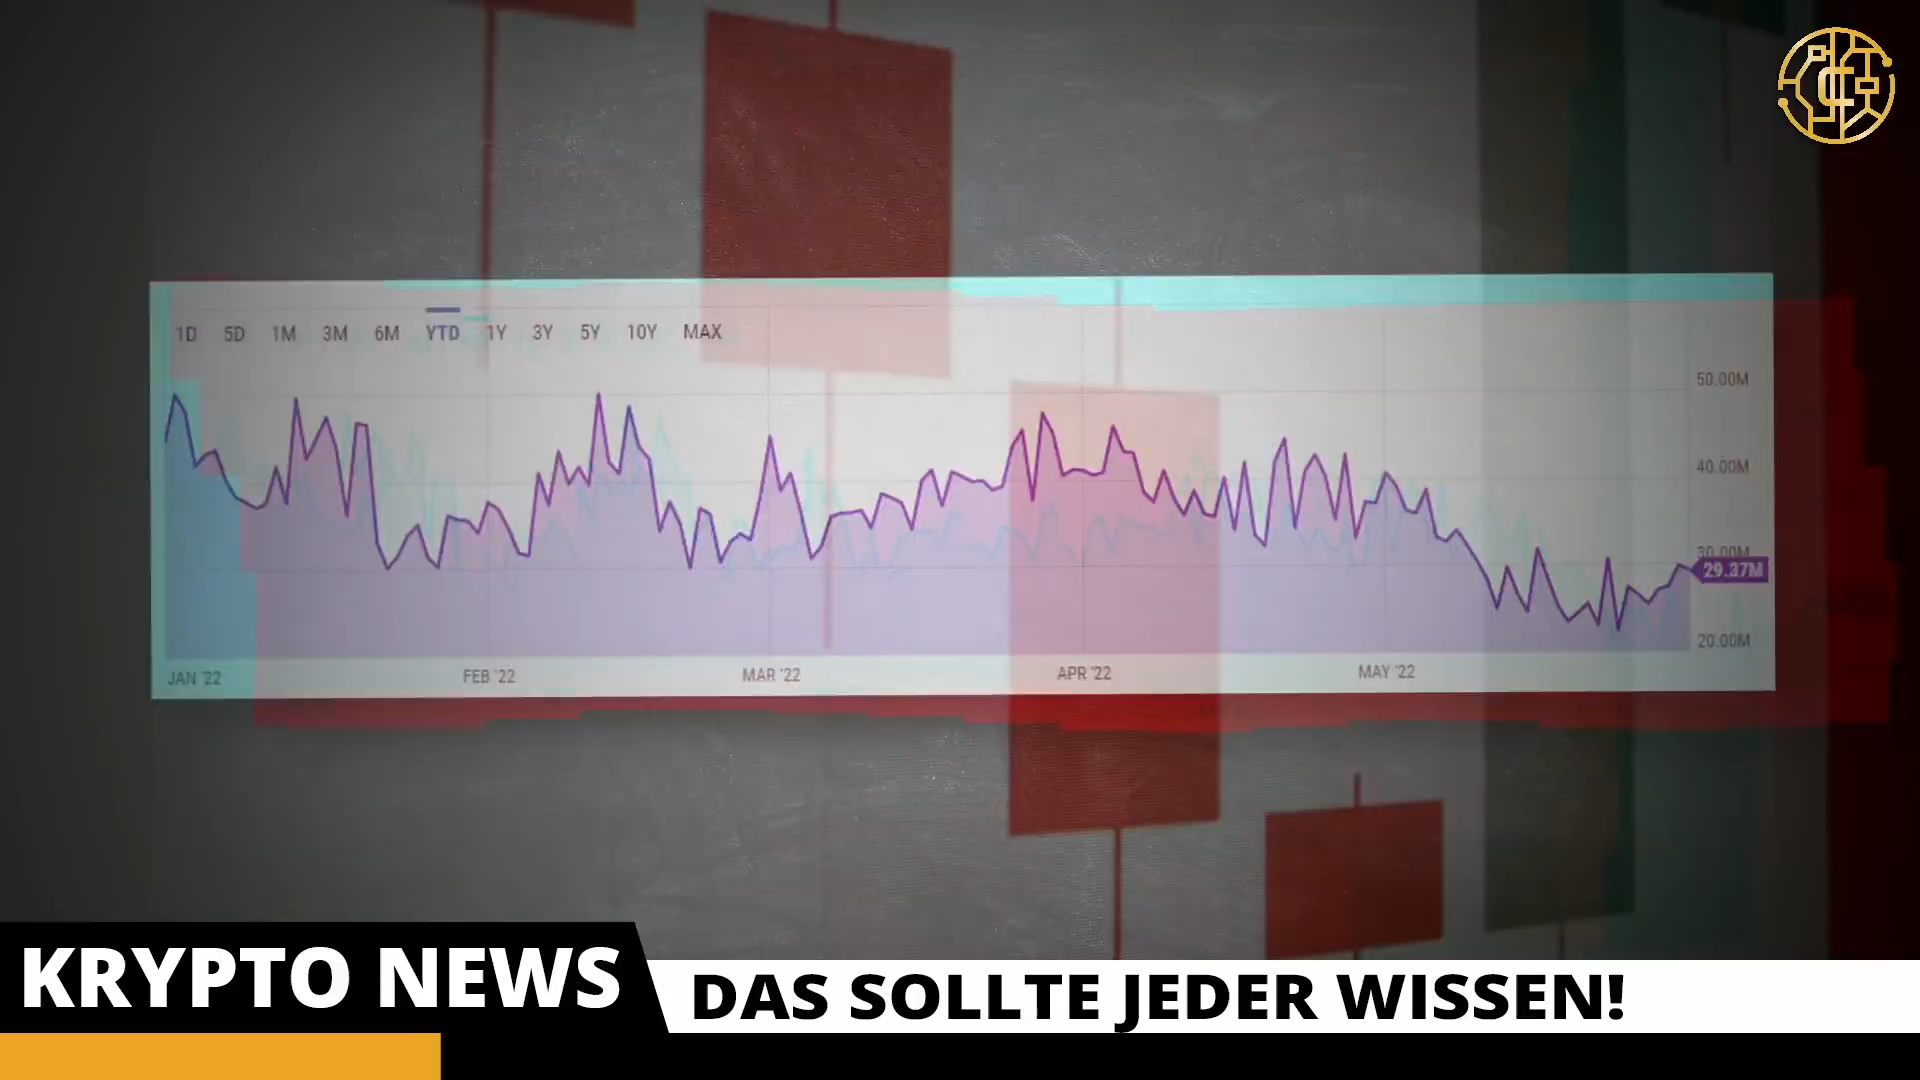 1D 5D 1M 3M 6M YTD 1Y 3Y 5Y 10Y MAX
50.00M
40.00M
30.00M
29.37M
20.00M
JAN '22 FEB '22 MAR '22 APR '22 MAY '22
KRYPTO NEWS
DAS SOLLTE JEDER WISSEN!